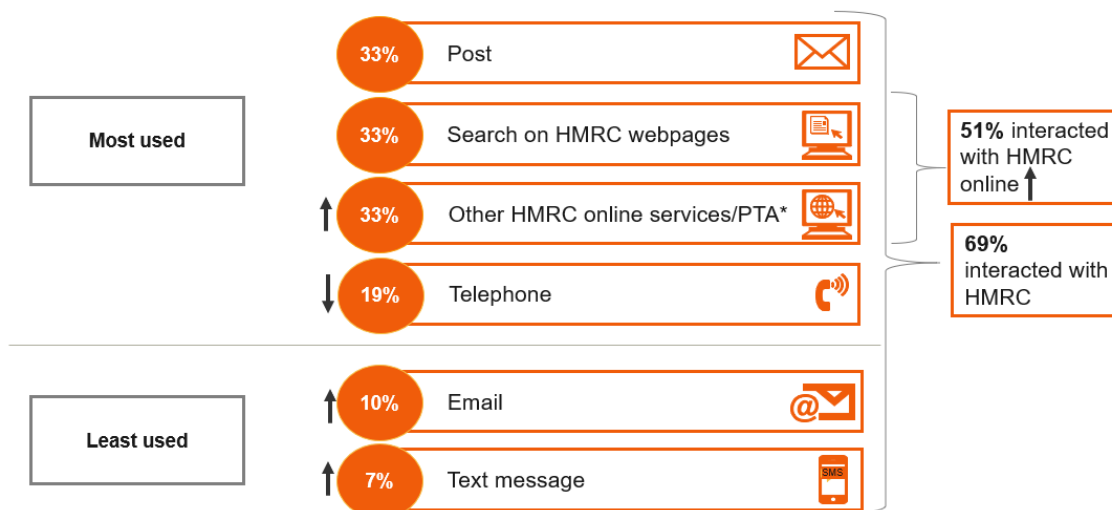 33% Post
Most used
33% Search on HMRC webpages
33% Other HMRC online services/PTA*
19% Telephone
51% interacted
with HMRC
online
69%
interacted with
HMRC
Least used
10% Email
@
7% Text message
SMS